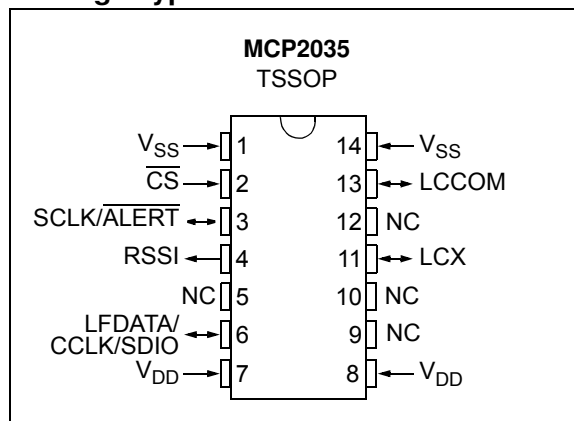 MCP2035
TSSOP
VSS 1 14 VSS
CS 2 13 LCCOM
SCLK/ALERT 3 12 NC
RSSI 4 11 LCX
NC 5 10 NC
LFDATA/
CCLK/SDIO 6 9 NC
VDD 7 8 VDD